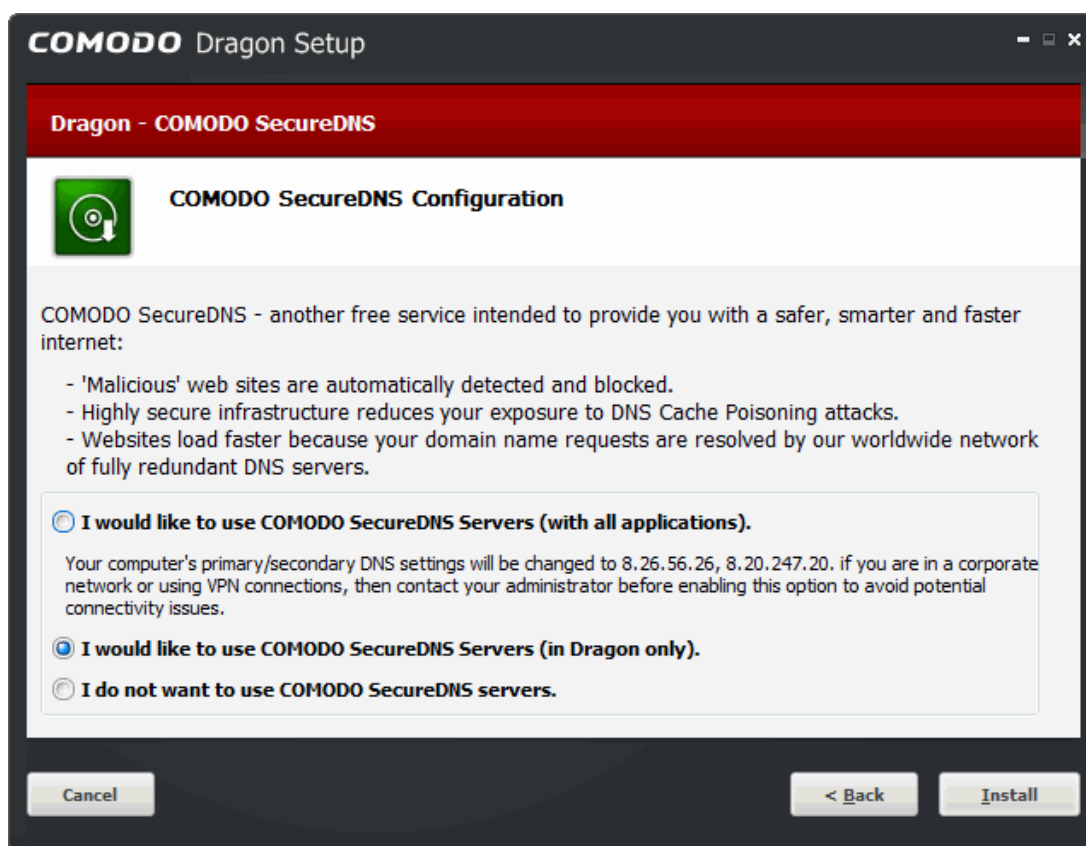 COMODO Dragon Setup
Dragon - COMODO SecureDNS
COMODO SecureDNS Configuration
COMODO SecureDNS - another free service intended to provide you with a safer, smarter and faster
internet:
- 'Malicious' web sites are automatically detected and blocked.
- Highly secure infrastructure reduces your exposure to DNS Cache Poisoning attacks.
- Websites load faster because your domain name requests are resolved by our worldwide network
of fully redundant DNS servers.
I would like to use COMODO SecureDNS Servers (with all applications).
Your computer's primary/secondary DNS settings will be changed to 8.26.56.26, 8.20.247.20. if you are in a corporate
network or using VPN connections, then contact your administrator before enabling this option to avoid potential
connectivity issues.
I would like to use COMODO SecureDNS Servers (in Dragon only).
I do not want to use COMODO SecureDNS servers.
Cancel
< Back
Install